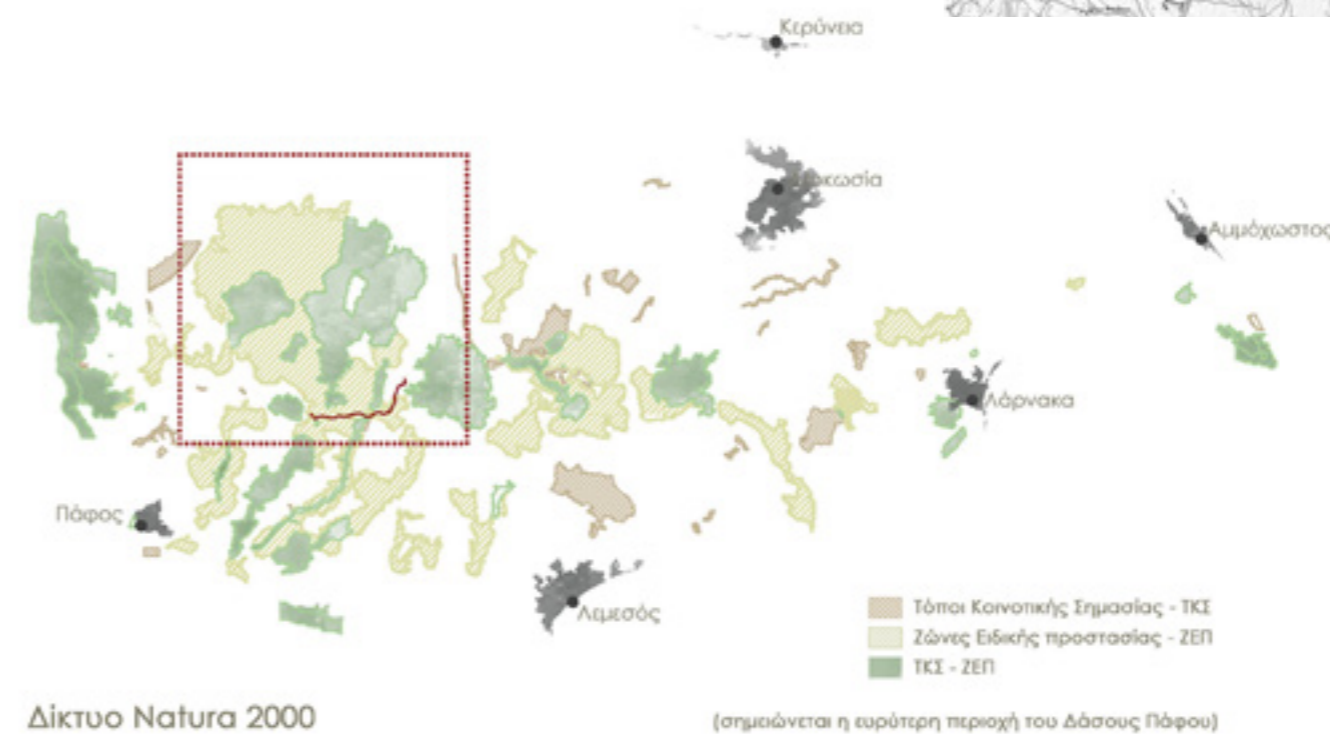 Κερύνεια
κωσία
Αμμόχωστος
Λάρνακα
Πάφος
Λεμεσός
Τόποι Κοινοτικής Σημασίας - ΤΚΣ
Ζώνες Ειδικής προστασίας - ΖΕΠ
ΤΚΣ - ΖΕΠ
Δίκτυο Natura 2000
(σημειώνεται η ευρύτερη περιοχή του Δάσους Πάφου)